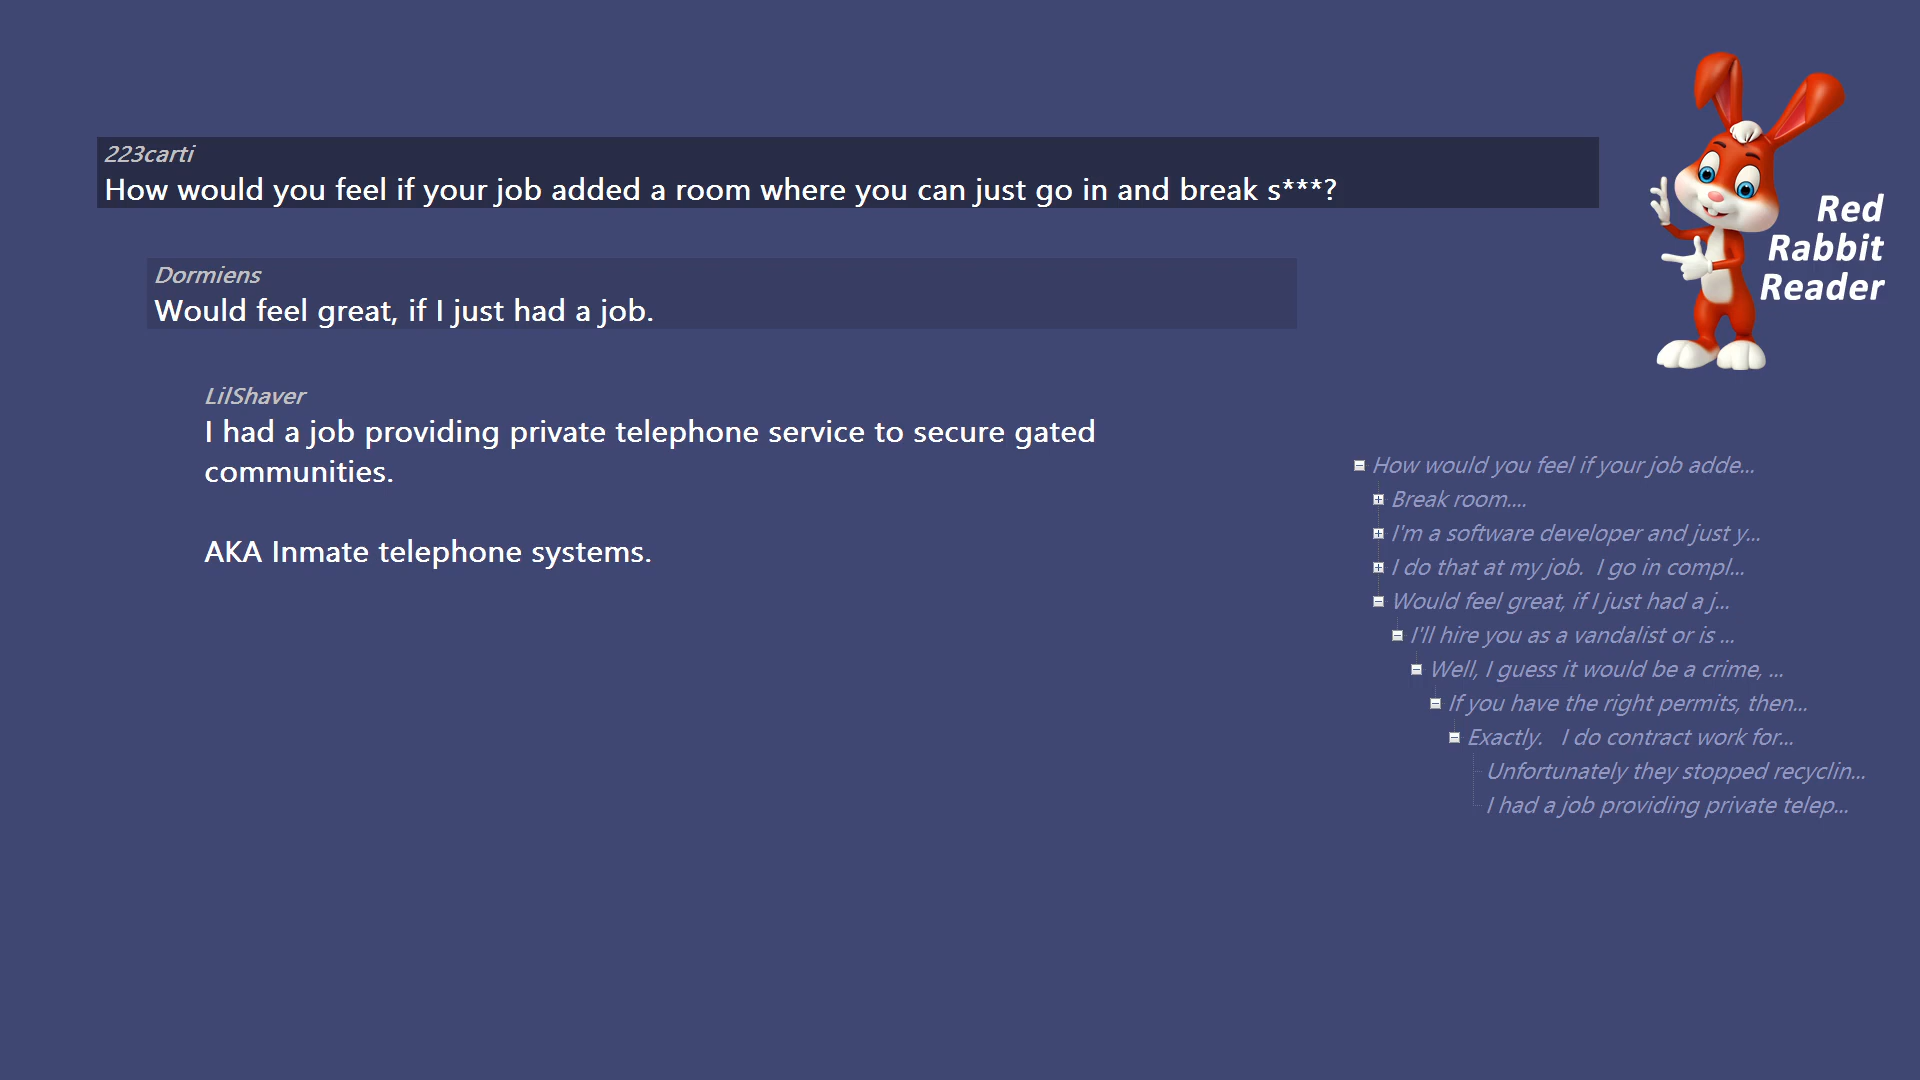 223carti
How would you feel if your job added a room where you can just go in and break s***?
Dormiens
Would feel great, if I just had a job.
LilShaver
I had a job providing private telephone service to secure gated
communities.
AKA Inmate telephone systems.
Red
Rabbit
Reader
How would you feel if your job adde...
Break room....
I'm a software developer and just y...
I do that at my job.  I go in compl...
Would feel great, if I just had a j...
I'll hire you as a vandalist or is ...
Well, I guess it would be a crime, ...
If you have the right permits, then...
Exactly.   I do contract work for...
Unfortunately they stopped recyclin...
I had a job providing private telep...